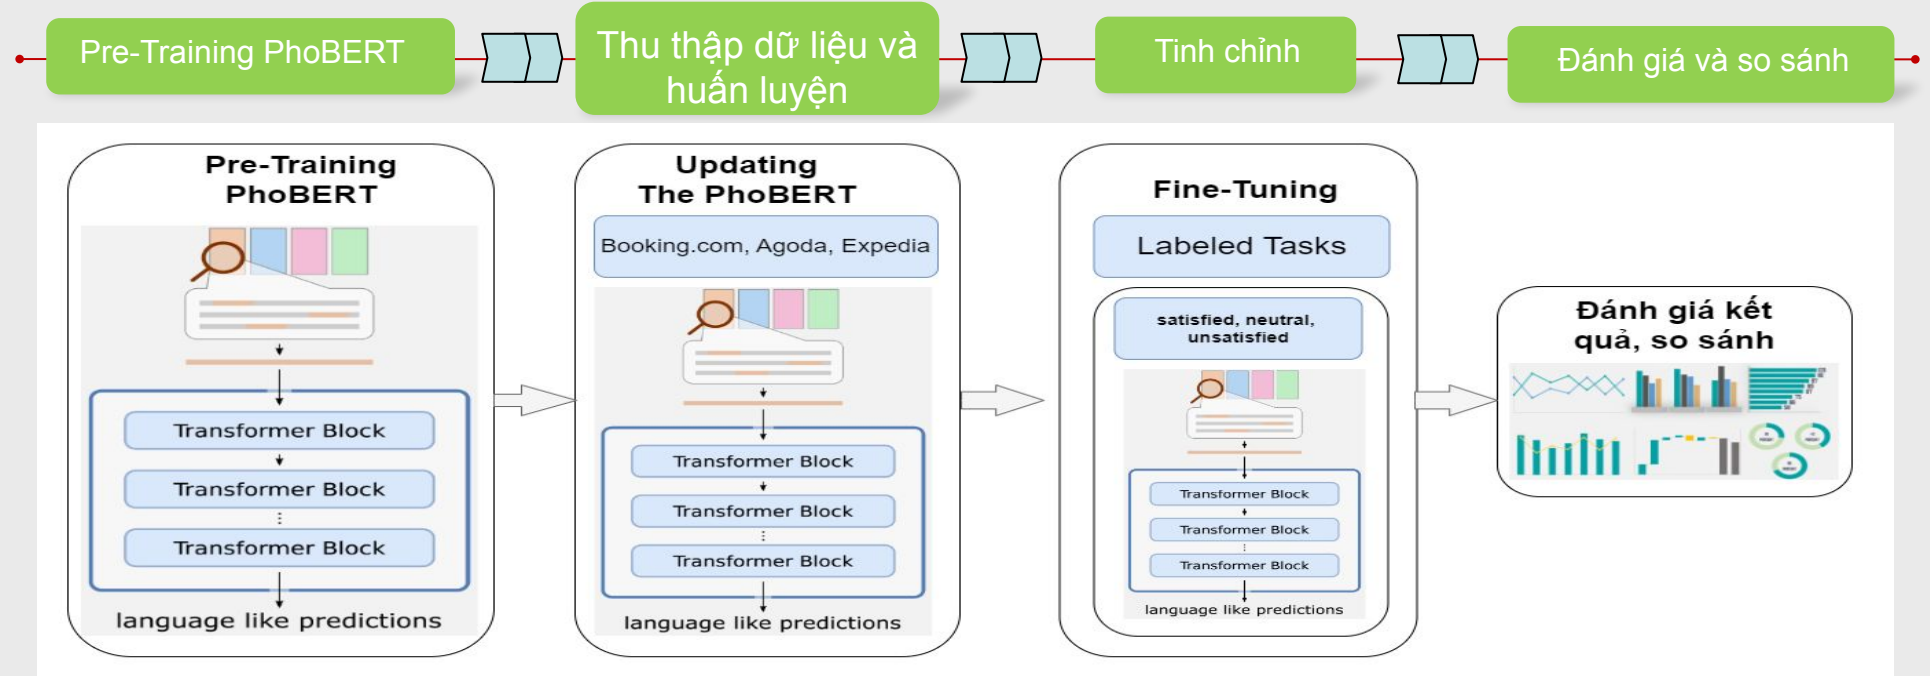 Pre-Training PhoBERT
Thu thập dữ liệu và
huấn luyện
Tinh chỉnh
Đánh giá và so sánh
Pre-Training
PhoBERT
Transformer Block
Transformer Block
Transformer Block
language like predictions
Updating
The PhoBERT
Booking.com, Agoda, Expedia
Transformer Block
Transformer Block
Transformer Block
language like predictions
Fine-Tuning
Labeled Tasks
satisfied, neutral,
unsatisfied
Transformer Block
Transformer Block
Transformer Block
language like predictions
Đánh giá kết
quả, so sánh